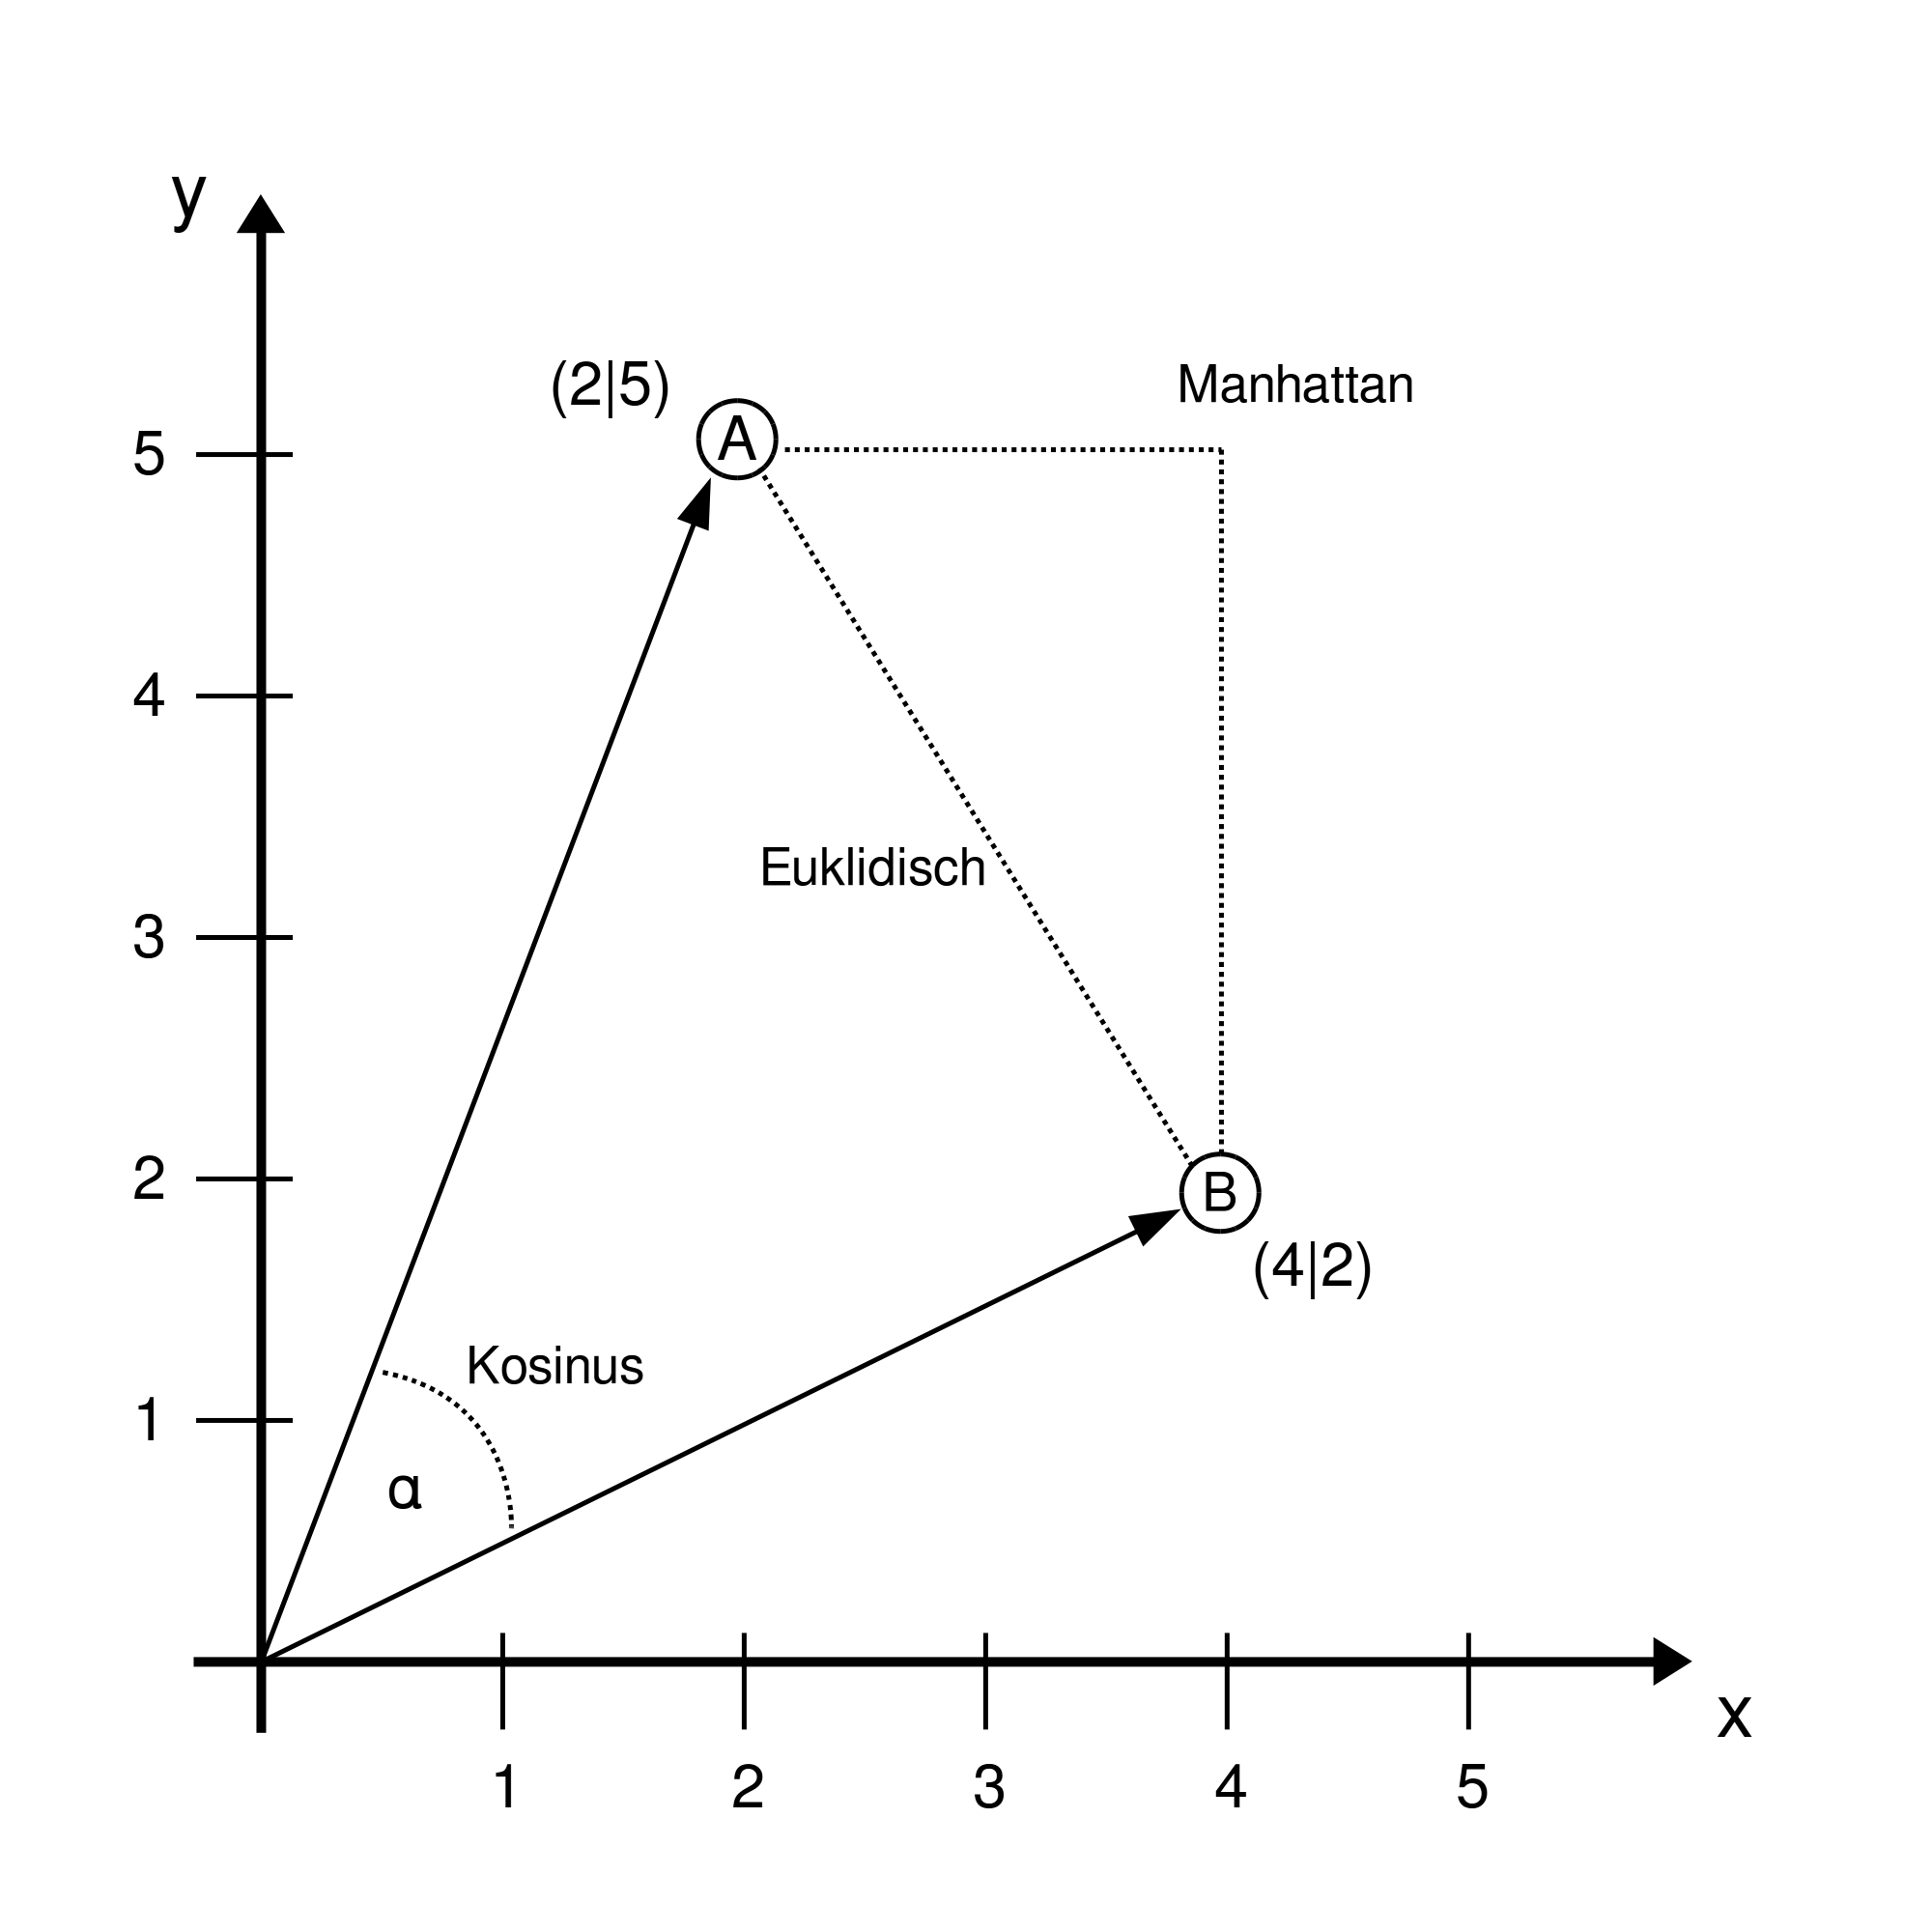 y
(2|5)
Manhattan
A
5
4
Euklidisch
3
2
B
(4|2)
Kosinus
1
α
x
1 2 3 4 5